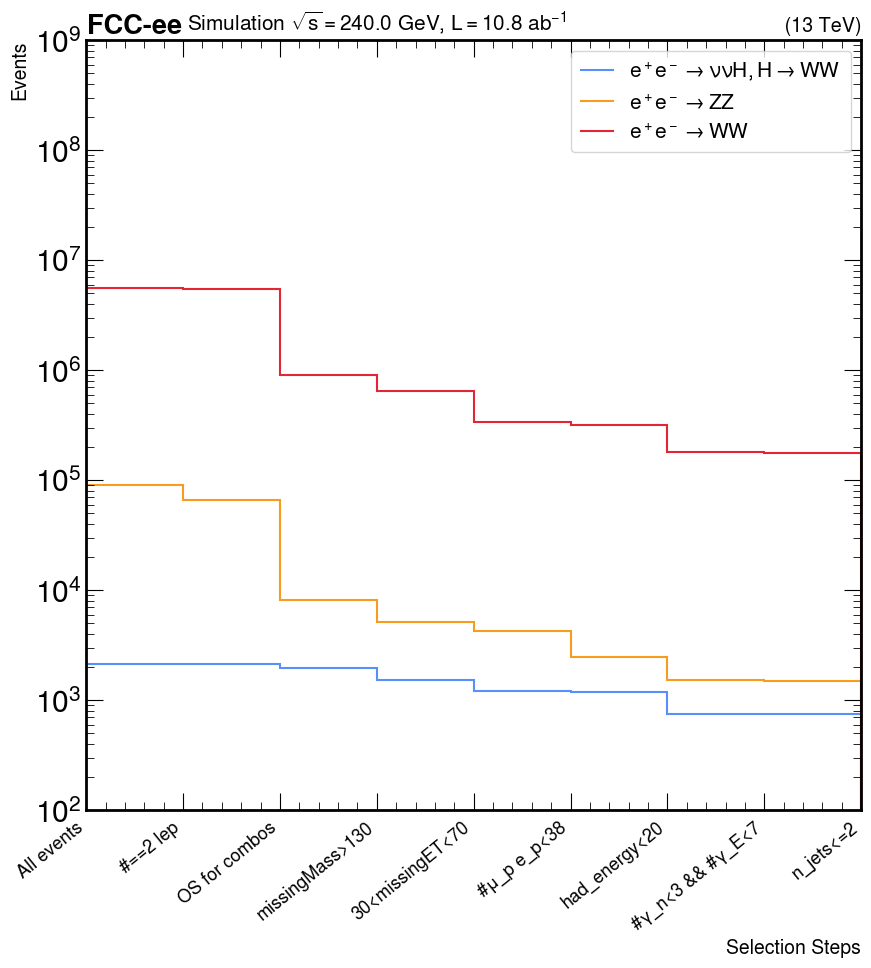 FCC-ee Simulation √s = 240.0 GeV, L = 10.8 ab⁻¹ (13 TeV)
Events
10⁹
10⁸
10⁷
10⁶
10⁵
10⁴
10³
10²
e⁺e⁻ → ννH, H → WW
e⁺e⁻ → ZZ
e⁺e⁻ → WW
All events
#==2 lep
OS for combos
missingMass>130
30<missingET<70
#μ_p e_p<38
had_energy<20
#γ_n<3 && #γ_E<7
n_jets<=2
Selection Steps